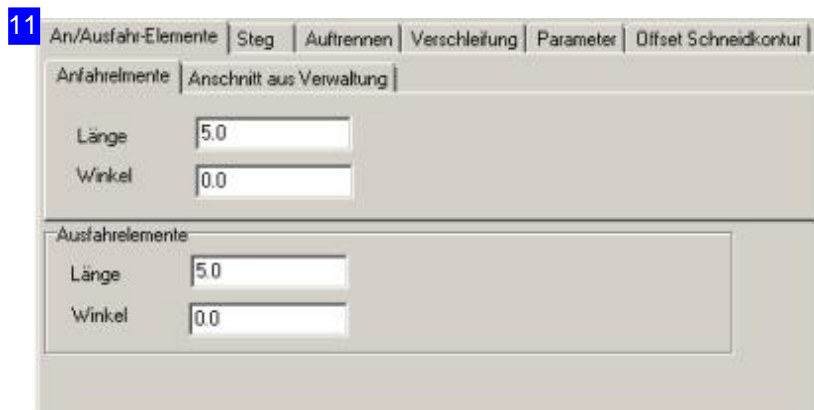 11
An/Ausfahr-Elemente Steg Auftrennen Verschleifung Parameter Offset Schneidkontur
Anfahrelmente Anschnitt aus Verwaltung
Länge 5.0
Winkel 0.0
Ausfahrelemente
Länge 5.0
Winkel 0.0